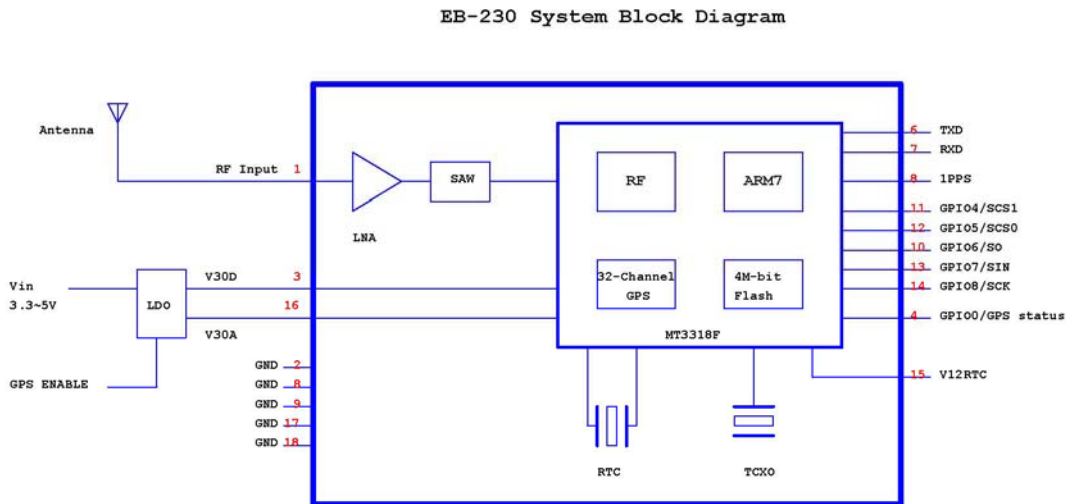 EB-230 System Block Diagram
Antenna
RF Input 1
LNA
SAW
RF
ARM7
32-Channel
GPS
4M-bit
Flash
MT3318F
6 TXD
7 RXD
8 1PPS
11 GPIO4/SCS1
12 GPIO5/SCS0
10 GPIO6/SO
13 GPIO7/SIN
14 GPIO8/SCK
4 GPIO0/GPS status
15 V12RTC
Vin
3.3~5V
LDO
V30D 3
16
V30A
GPS ENABLE
GND 2
GND 8
GND 9
GND 17
GND 18
RTC
TCXO